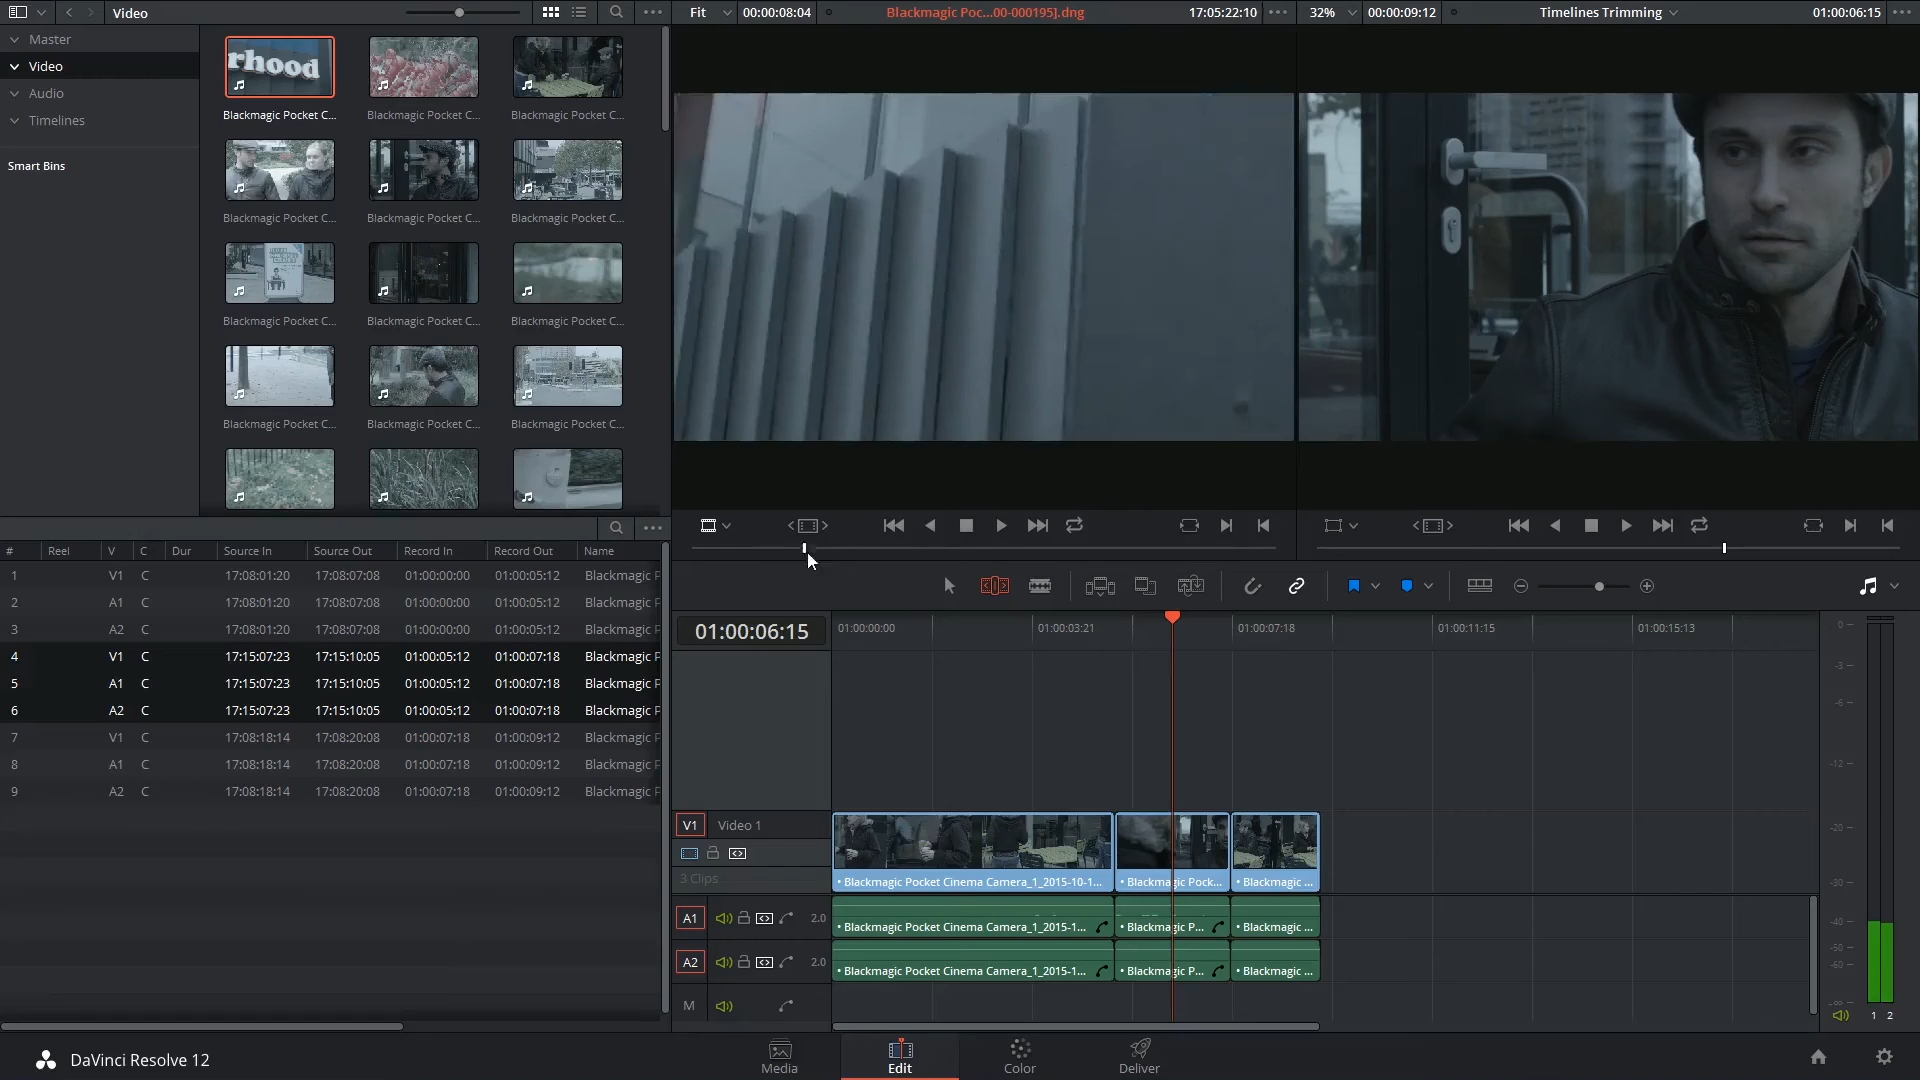 Video
Fit 00:00:08:04 Blackmagic Poc...00-000195].dng 17:05:22:10
32% 00:00:09:12 Timelines Trimming 01:00:06:15
Master
Video
Audio
Timelines
Smart Bins
rhood
Blackmagic Pocket C... Blackmagic Pocket C... Blackmagic Pocket C...
Blackmagic Pocket C... Blackmagic Pocket C... Blackmagic Pocket C...
Blackmagic Pocket C... Blackmagic Pocket C... Blackmagic Pocket C...
Blackmagic Pocket C... Blackmagic Pocket C... Blackmagic Pocket C...
# Reel V C Dur Source In Source Out Record In Record Out Name
1 V1 C 17:08:01:20 17:08:07:08 01:00:00:00 01:00:05:12 Blackmagic P
2 A1 C 17:08:01:20 17:08:07:08 01:00:00:00 01:00:05:12 Blackmagic P
3 A2 C 17:08:01:20 17:08:07:08 01:00:00:00 01:00:05:12 Blackmagic P
4 V1 C 17:15:07:23 17:15:10:05 01:00:05:12 01:00:07:18 Blackmagic P
5 A1 C 17:15:07:23 17:15:10:05 01:00:05:12 01:00:07:18 Blackmagic P
6 A2 C 17:15:07:23 17:15:10:05 01:00:05:12 01:00:07:18 Blackmagic P
7 V1 C 17:08:18:14 17:08:20:08 01:00:07:18 01:00:09:12 Blackmagic P
8 A1 C 17:08:18:14 17:08:20:08 01:00:07:18 01:00:09:12 Blackmagic P
9 A2 C 17:08:18:14 17:08:20:08 01:00:07:18 01:00:09:12 Blackmagic P
01:00:06:15
01:00:00:00 01:00:03:21 01:00:07:18 01:00:11:15 01:00:15:13
V1 Video 1
3 Clips
• Blackmagic Pocket Cinema Camera_1_2015-10-1... • Blackmagic Pock... • Blackmagic ...
A1 2.0
• Blackmagic Pocket Cinema Camera_1_2015-1... • Blackmagic P... • Blackmagic ...
A2 2.0
• Blackmagic Pocket Cinema Camera_1_2015-1... • Blackmagic P... • Blackmagic ...
M
0
-3
-6
-12
-20
-30
-40
-50
-60
1 2
DaVinci Resolve 12
Media
Edit
Color
Deliver